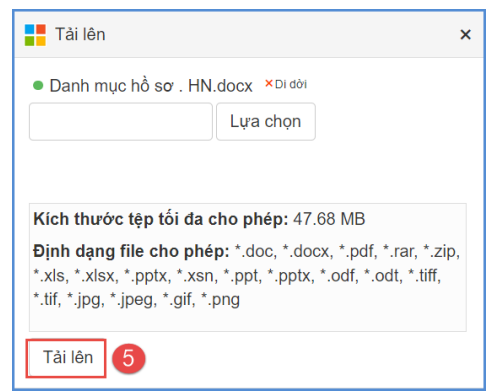 Tải lên ×
Danh mục hồ sơ . HN.docx ×Di dời
Lựa chọn
Kích thước tệp tối đa cho phép: 47.68 MB
Định dạng file cho phép: *.doc, *.docx, *.pdf, *.rar, *.zip,
*.xls, *.xlsx, *.pptx, *.xsn, *.ppt, *.pptx, *.odf, *.odt, *.tiff,
*.tif, *.jpg, *.jpeg, *.gif, *.png
Tải lên 5